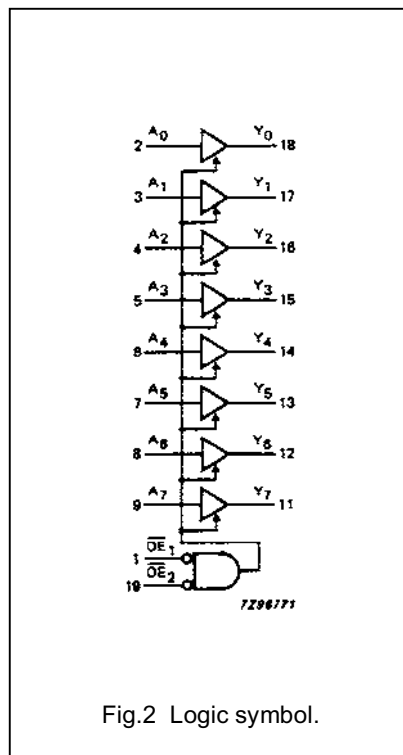 2 A0 Y0 18
3 A1 Y1 17
4 A2 Y2 16
5 A3 Y3 15
6 A4 Y4 14
7 A5 Y5 13
8 A6 Y6 12
9 A7 Y7 11
1 O̅E̅1
19 O̅E̅2
7Z96771
Fig.2 Logic symbol.